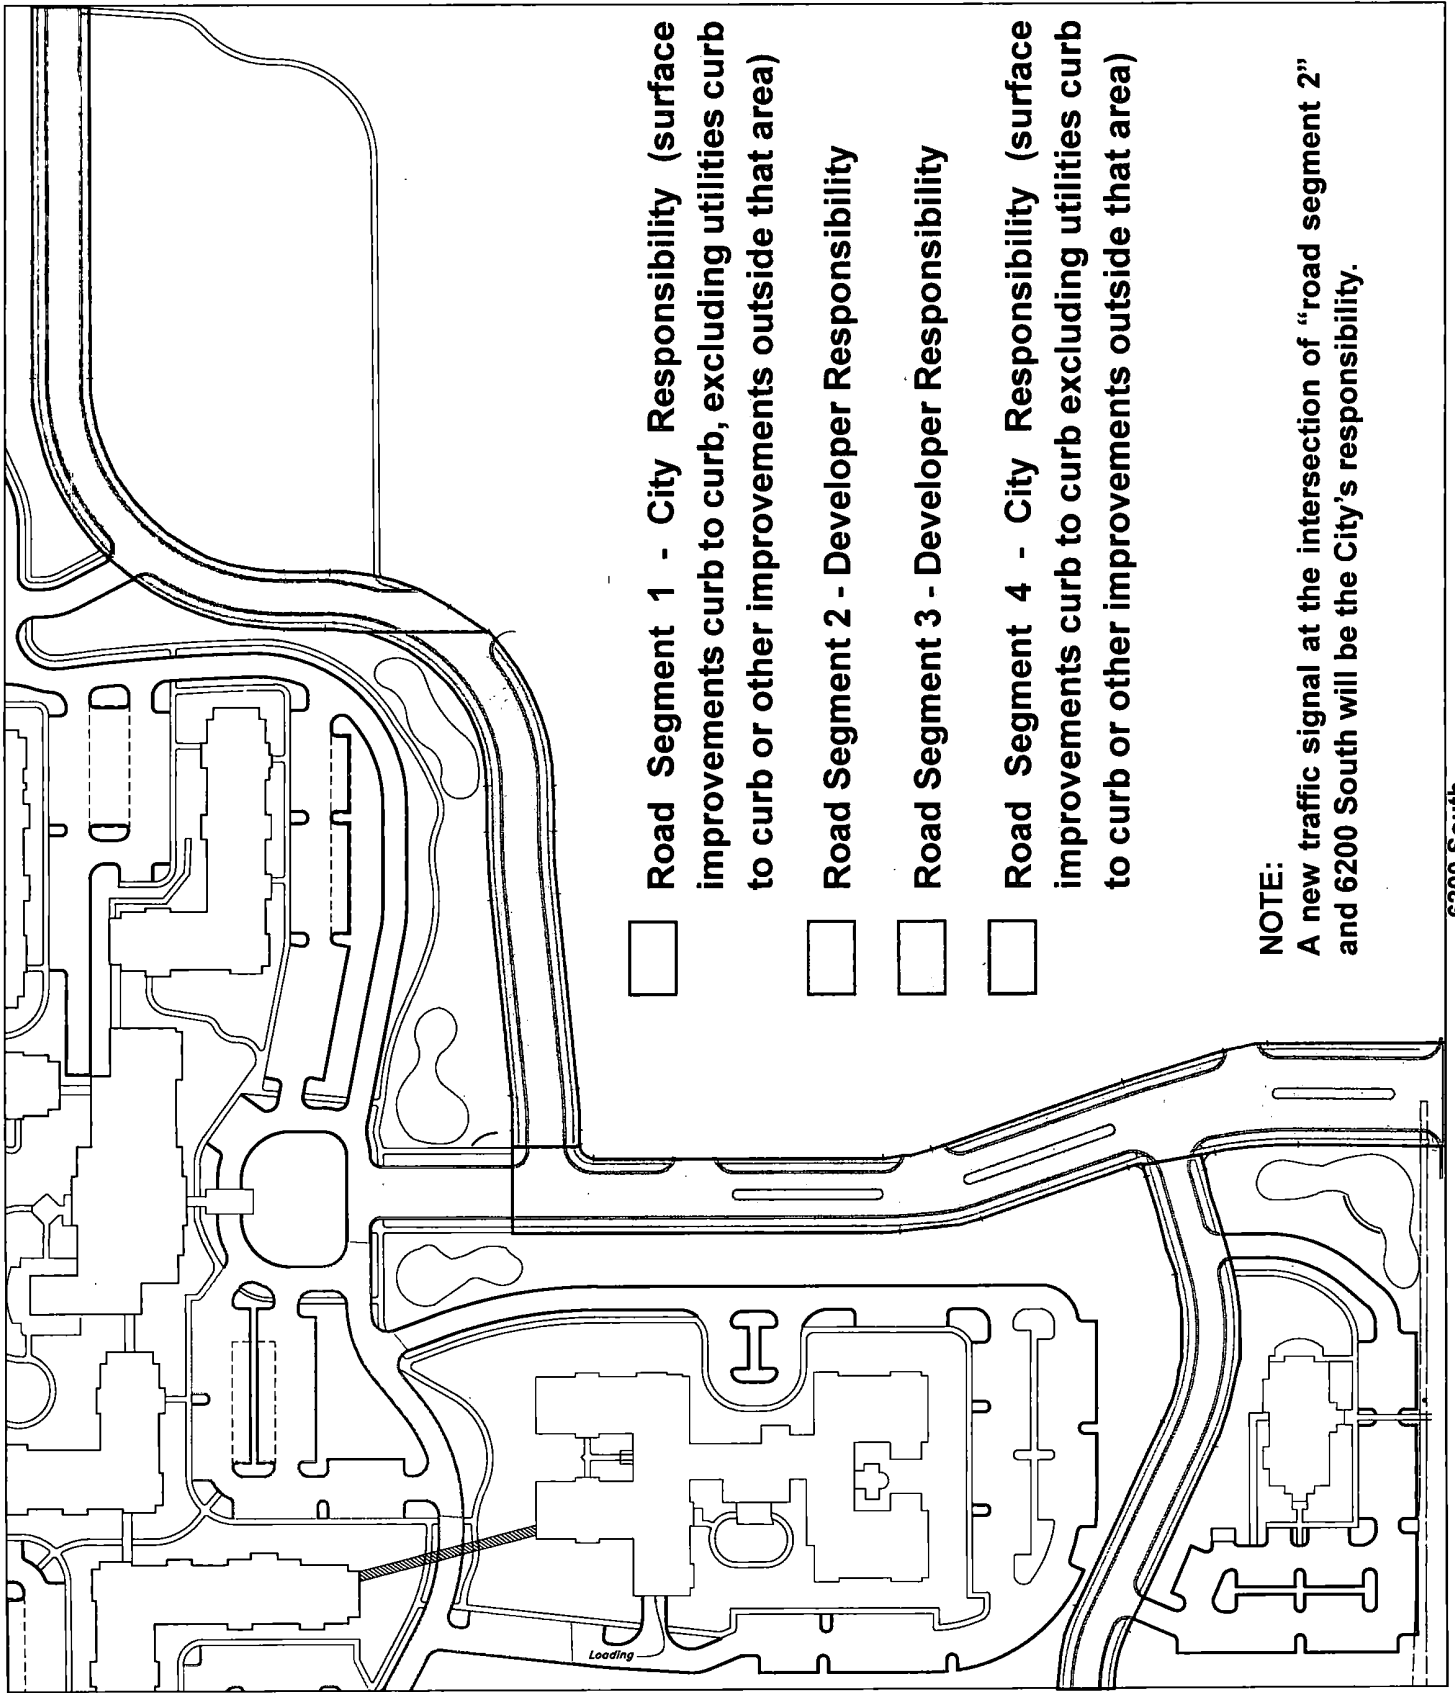 Road Segment 1 - City Responsibility (surface
improvements curb to curb, excluding utilities curb
to curb or other improvements outside that area)
Road Segment 2 - Developer Responsibility
Road Segment 3 - Developer Responsibility
Road Segment 4 - City Responsibility (surface
improvements curb to curb excluding utilities curb
to curb or other improvements outside that area)
NOTE:
A new traffic signal at the intersection of “road segment 2”
and 6200 South will be the City's responsibility.
6200 South
Loading